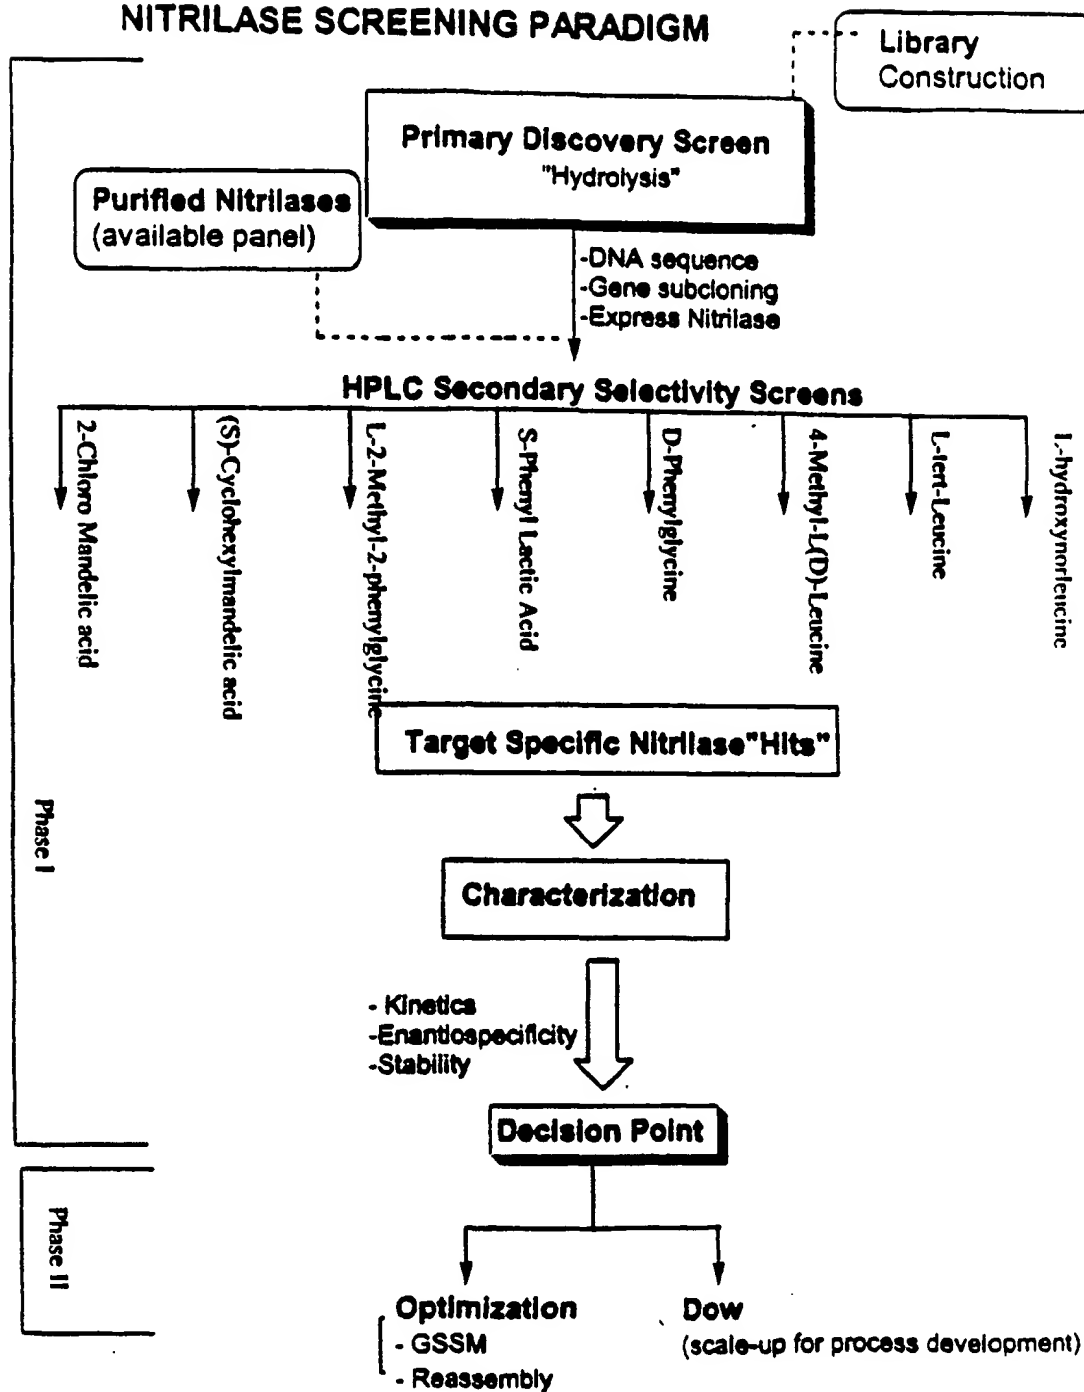 NITRILASE SCREENING PARADIGM
Library
Construction
Primary Discovery Screen
"Hydrolysis"
Purified Nitrilases
(available panel)
-DNA sequence
-Gene subcloning
-Express Nitrilase
HPLC Secondary Selectivity Screens
2-Chloro Mandelic acid
(S)-Cyclohexylmandelic acid
L-2-Methyl-2-phenylglycine
S-Phenyl Lactic Acid
D-Phenylglycine
4-Methyl-L(D)-Leucine
L-tert-Leucine
L-hydroxynorleucine
Target Specific Nitrilase"Hits"
Phase I
Characterization
- Kinetics
-Enantiospecificity
-Stability
Decision Point
Phase II
Optimization
- GSSM
- Reassembly
Dow
(scale-up for process development)